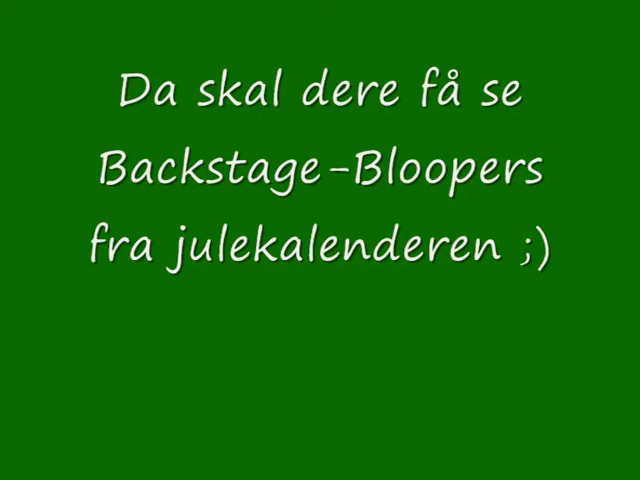 Da skal dere få se
Backstage-Bloopers
fra julekalenderen ;)